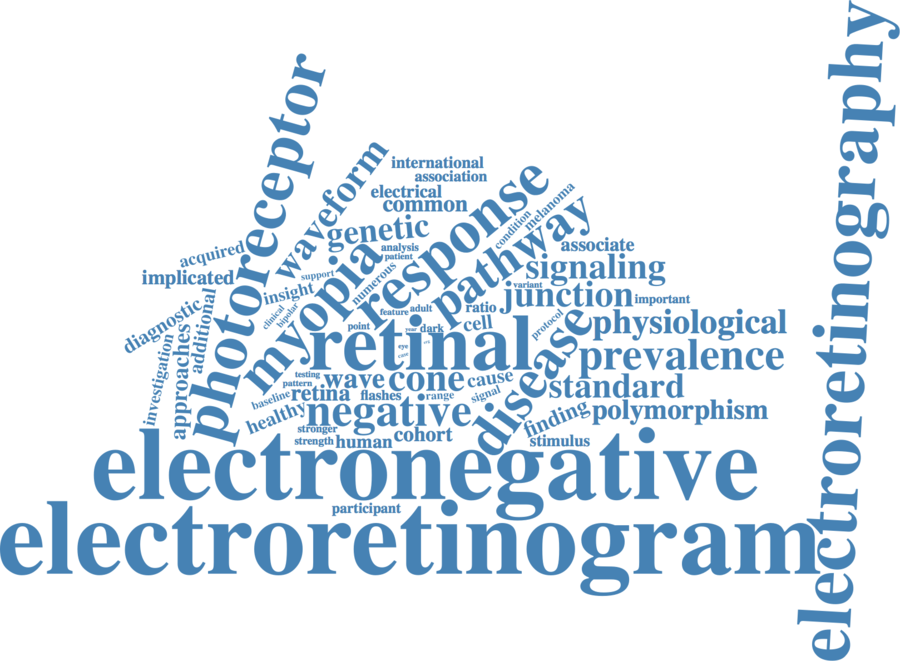 electroretinography
photoreceptor
waveform
international
association
electrical
common
genetic
response
melanoma
condition
pathway
acquired
implicated
analysis
patient
associate
signaling
support
numerous
myopia
insight
variant
junction
important
diagnostic
additional
approaches
investigation
clinical
bipolar
feature
adult
ratio
cell
protocol
disease
physiological
point
year
dark
retinal
eye
case
prevalence
testing
pattern
wave
cone
cause
standard
baseline
retina
flashes
range
signal
healthy
negative
finding
polymorphism
stronger
strength
human
cohort
stimulus
electronegative
participant
electroretinogram